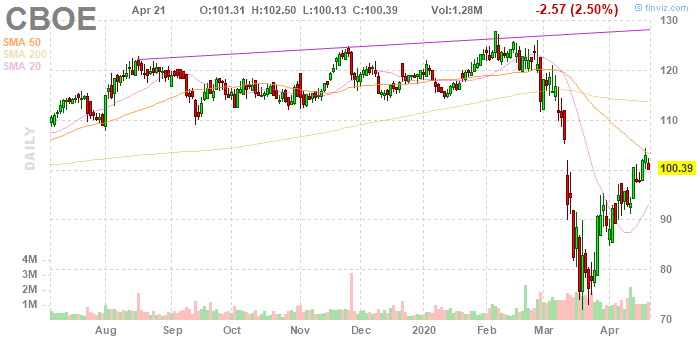 CBOE Apr 21 O:101.31 H:102.50 L:100.13 C:100.39 Vol:1.28M -2.57 (2.50%) © finviz.com
SMA 50
SMA 200
SMA 20
DAILY
130
120
110
100.39
90
80
70
4M
3M
2M
1M
Aug Sep Oct Nov Dec 2020 Feb Mar Apr